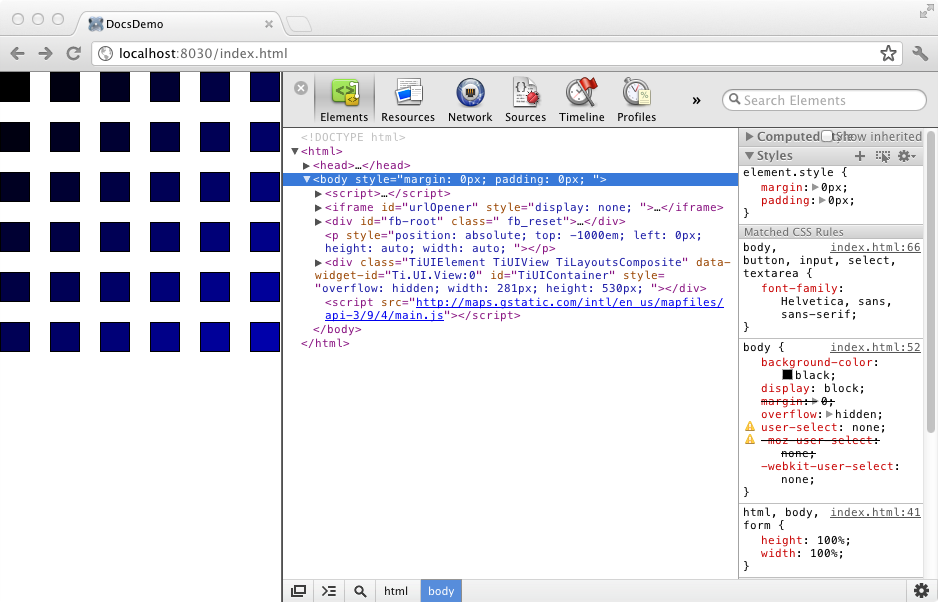 DocsDemo
localhost:8030/index.html
Elements
Resources
Network
Sources
Timeline
Profiles
»
Search Elements
<!DOCTYPE html>
▼<html>
▶<head>…</head>
▼<body style="margin: 0px; padding: 0px; ">
▶<script>…</script>
▶<iframe id="urlOpener" style="display: none; ">…</iframe>
▶<div id="fb-root" class=" fb_reset">…</div>
<p style="position: absolute; top: -1000em; left: 0px;
height: auto; width: auto; "></p>
▶<div class="TiUIElement TiUIView TiLayoutsComposite" data-
widget-id="Ti.UI.View:0" id="TiUIContainer" style=
"overflow: hidden; width: 281px; height: 530px; "></div>
<script src="http://maps.gstatic.com/intl/en_us/mapfiles/
api-3/9/4/main.js"></script>
</body>
</html>
▶ Computed Style
Show inherited
▼ Styles
element.style {
margin:▶0px;
padding:▶0px;
}
Matched CSS Rules
body, index.html:66
button, input, select,
textarea {
font-family:
Helvetica, sans,
sans-serif;
}
body { index.html:52
background-color:
black;
display: block;
margin:▶0;
overflow:▶hidden;
user-select: none;
-moz-user-select:
none;
-webkit-user-select:
none;
}
html, body, index.html:41
form {
height: 100%;
width: 100%;
}
html
body